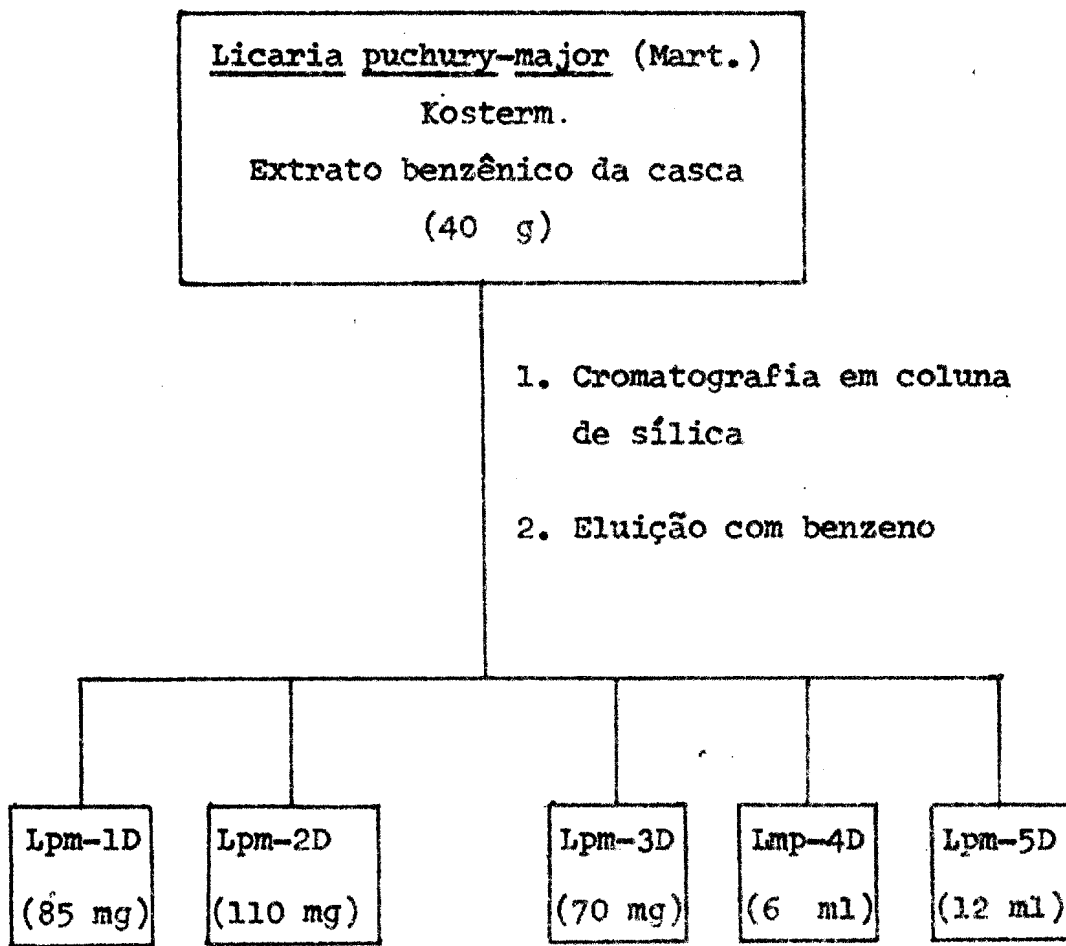 Licaria puchury-major (Mart.)
Kosterm.
Extrato benzênico da casca
(40 g)
1. Cromatografia em coluna
de sílica
2. Eluição com benzeno
Lpm-1D
(85 mg)
Lpm-2D
(110 mg)
Lpm-3D
(70 mg)
Lmp-4D
(6 ml)
Lpm-5D
(12 ml)